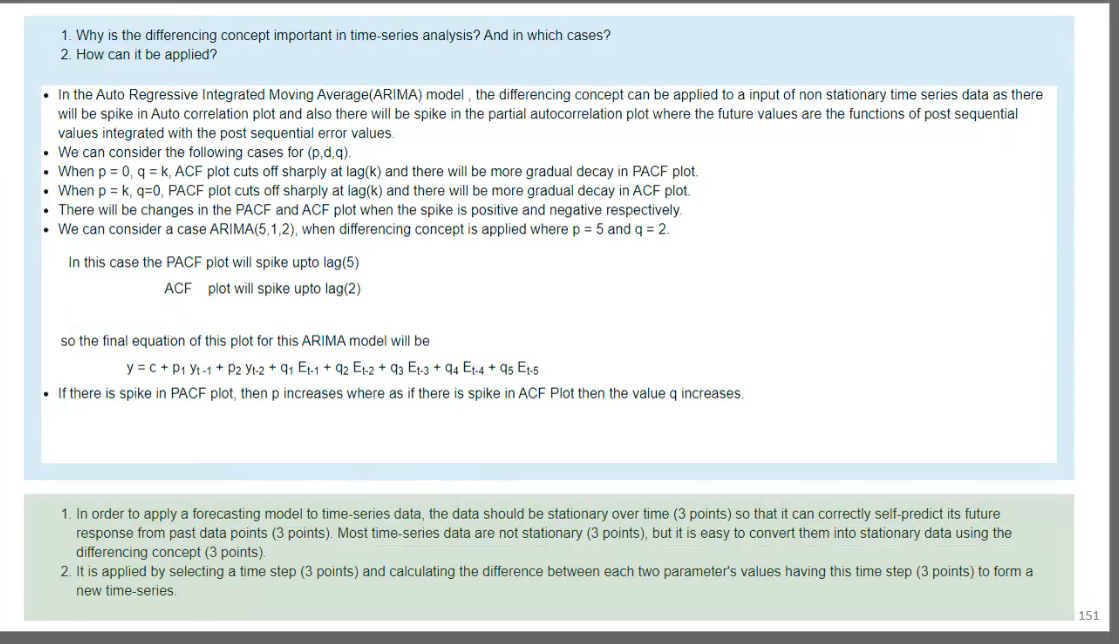 1. Why is the differencing concept important in time-series analysis? And in which cases?
2. How can it be applied?
• In the Auto Regressive Integrated Moving Average(ARIMA) model , the differencing concept can be applied to a input of non stationary time series data as there
will be spike in Auto correlation plot and also there will be spike in the partial autocorrelation plot where the future values are the functions of post sequential
values integrated with the post sequential error values.
• We can consider the following cases for (p,d,q).
• When p = 0, q = k, ACF plot cuts off sharply at lag(k) and there will be more gradual decay in PACF plot.
• When p = k, q=0, PACF plot cuts off sharply at lag(k) and there will be more gradual decay in ACF plot.
• There will be changes in the PACF and ACF plot when the spike is positive and negative respectively.
• We can consider a case ARIMA(5,1,2), when differencing concept is applied where p = 5 and q = 2.
In this case the PACF plot will spike upto lag(5)
ACF plot will spike upto lag(2)
so the final equation of this plot for this ARIMA model will be
y = c + p₁ yₜ₋₁ + p₂ yₜ₋₂ + q₁ Eₜ₋₁ + q₂ Eₜ₋₂ + q₃ Eₜ₋₃ + q₄ Eₜ₋₄ + q₅ Eₜ₋₅
• If there is spike in PACF plot, then p increases where as if there is spike in ACF Plot then the value q increases.
1. In order to apply a forecasting model to time-series data, the data should be stationary over time (3 points) so that it can correctly self-predict its future
response from past data points (3 points). Most time-series data are not stationary (3 points), but it is easy to convert them into stationary data using the
differencing concept (3 points).
2. It is applied by selecting a time step (3 points) and calculating the difference between each two parameter's values having this time step (3 points) to form a
new time-series.
151